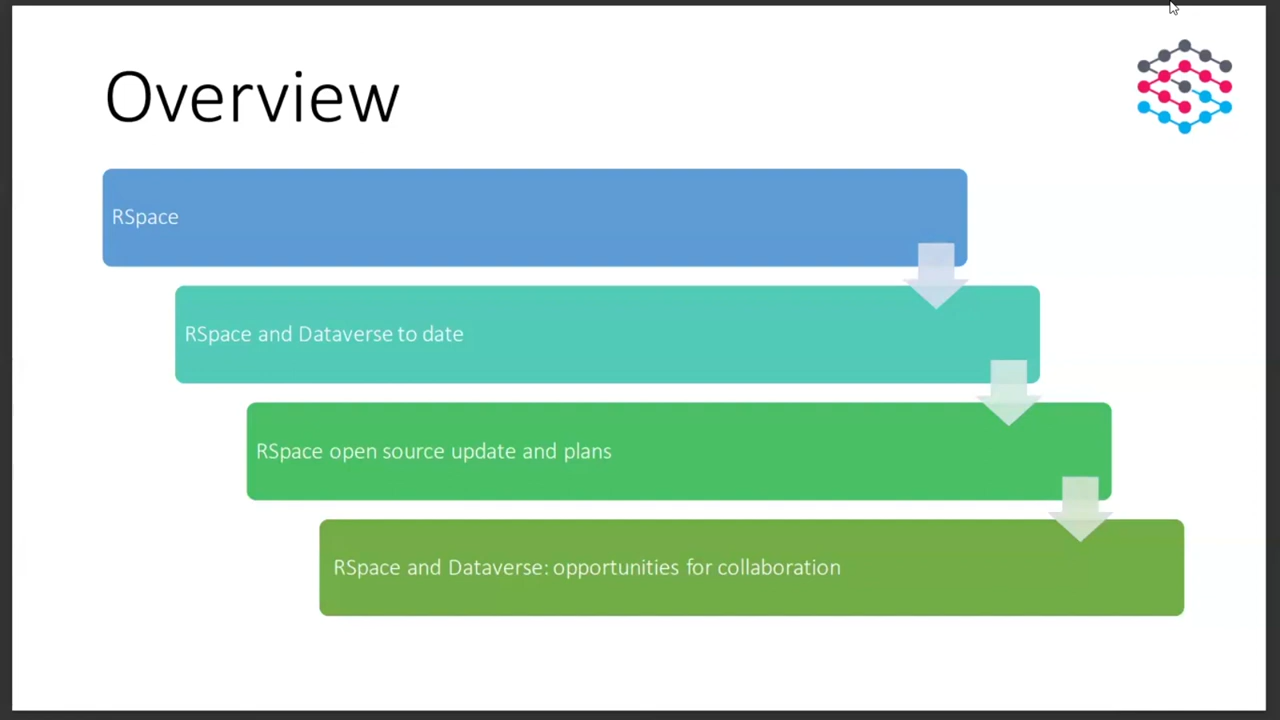 Overview
RSpace
RSpace and Dataverse to date
RSpace open source update and plans
RSpace and Dataverse: opportunities for collaboration